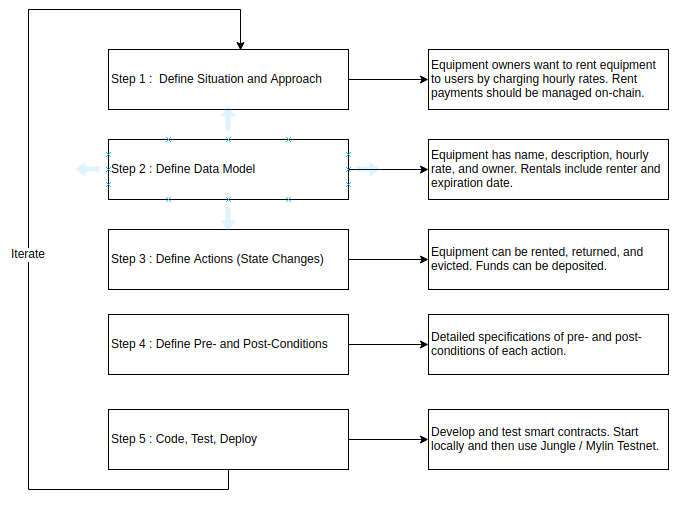 Step 1 :  Define Situation and Approach
Equipment owners want to rent equipment
to users by charging hourly rates. Rent
payments should be managed on-chain.
Step 2 : Define Data Model
Equipment has name, description, hourly
rate, and owner. Rentals include renter and
expiration date.
Iterate
Step 3 : Define Actions (State Changes)
Equipment can be rented, returned, and
evicted. Funds can be deposited.
Step 4 : Define Pre- and Post-Conditions
Detailed specifications of pre- and post-
conditions of each action.
Step 5 : Code, Test, Deploy
Develop and test smart contracts. Start
locally and then use Jungle / Mylin Testnet.